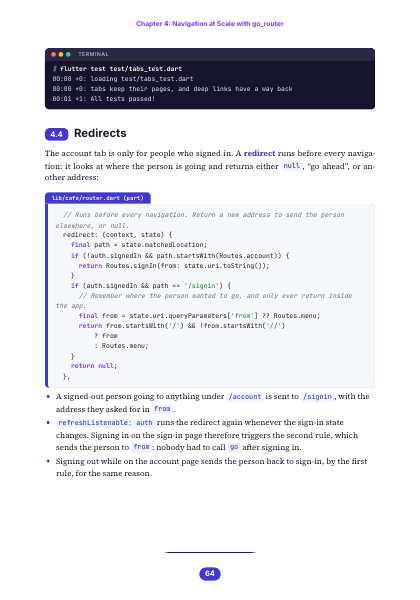 Chapter 4: Navigation at Scale with go_router
TERMINAL
$ flutter test test/tabs_test.dart
00:00 +0: loading test/tabs_test.dart
00:00 +0: tabs keep their pages, and deep links have a way back
00:01 +1: All tests passed!
4.4 Redirects
The account tab is only for people who signed in. A redirect runs before every naviga-
tion: it looks at where the person is going and returns either null, “go ahead”, or an-
other address:
lib/cafe/router.dart (part)
// Runs before every navigation. Return a new address to send the person
elsewhere, or null.
redirect: (context, state) {
final path = state.matchedLocation;
if (!auth.signedIn && path.startsWith(Routes.account)) {
return Routes.signIn(from: state.uri.toString());
}
if (auth.signedIn && path == '/signin') {
// Remember where the person wanted to go, and only ever return inside
the app.
final from = state.uri.queryParameters['from'] ?? Routes.menu;
return from.startsWith('/') && !from.startsWith('//')
? from
: Routes.menu;
}
return null;
},
• A signed-out person going to anything under /account is sent to /signin, with the
address they asked for in from.
• refreshListenable: auth runs the redirect again whenever the sign-in state
changes. Signing in on the sign-in page therefore triggers the second rule, which
sends the person to from: nobody had to call go after signing in.
• Signing out while on the account page sends the person back to sign-in, by the first
rule, for the same reason.
64